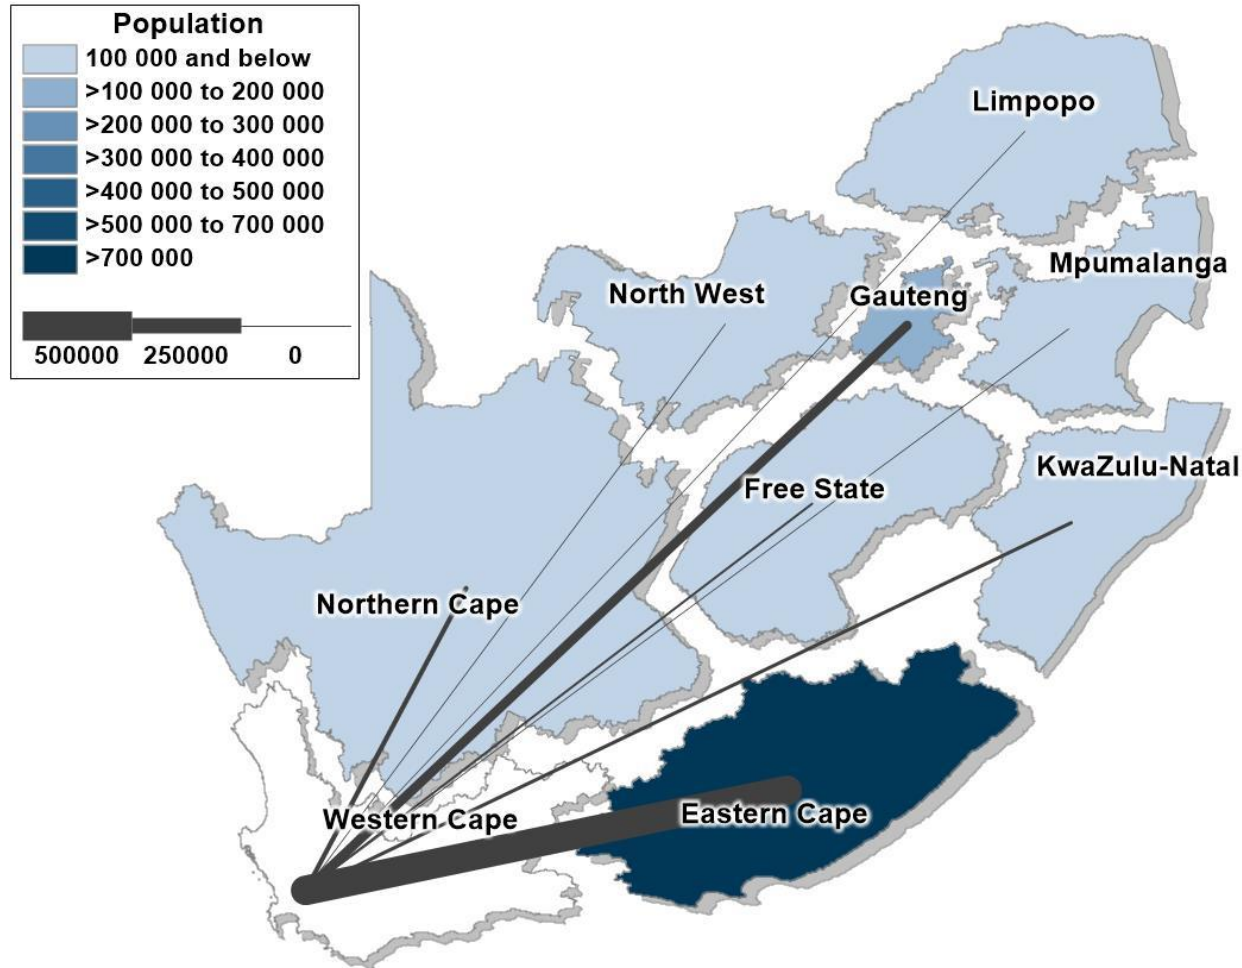 Population
100 000 and below
>100 000 to 200 000
>200 000 to 300 000
>300 000 to 400 000
>400 000 to 500 000
>500 000 to 700 000
>700 000
500000 250000 0
Limpopo
Mpumalanga
North West
Gauteng
KwaZulu-Natal
Free State
Northern Cape
Western Cape
Eastern Cape